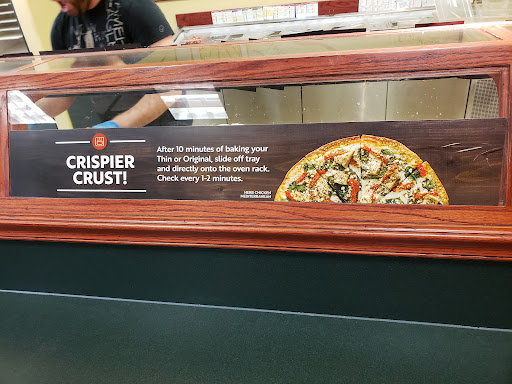 CRISPIER
CRUST!
After 10 minutes of baking your
Thin or Original, slide off tray
and directly onto the oven rack.
Check every 1-2 minutes.
HERB CHICKEN
MEDITERRANEAN